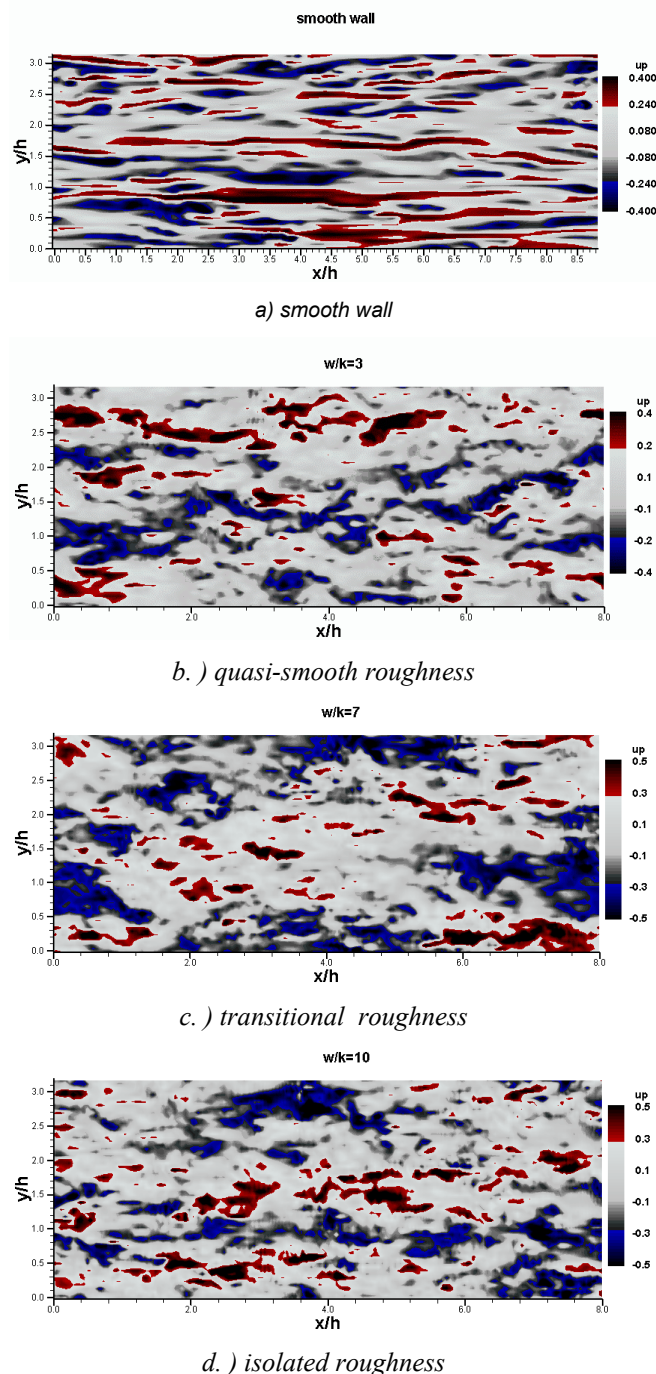 smooth wall
up
0.400
0.240
0.080
-0.080
-0.240
-0.400
y/h
3.0
2.5
2.0
1.5
1.0
0.5
0.0
0.0 0.5 1.0 1.5 2.0 2.5 3.0 3.5 4.0 4.5 5.0 5.5 6.0 6.5 7.0 7.5 8.0 8.5
x/h
a) smooth wall
w/k=3
up
0.4
0.2
0.1
-0.1
-0.2
-0.4
y/h
3.0
2.5
2.0
1.5
1.0
0.5
0.0
0.0 2.0 4.0 6.0 8.0
x/h
b. ) quasi-smooth roughness
w/k=7
up
0.5
0.3
0.1
-0.1
-0.3
-0.5
y/h
3.0
2.5
2.0
1.5
1.0
0.5
0.0
0.0 2.0 4.0 6.0 8.0
x/h
c. ) transitional roughness
w/k=10
up
0.5
0.3
0.1
-0.1
-0.3
-0.5
y/h
3.0
2.5
2.0
1.5
1.0
0.5
0.0
0.0 2.0 4.0 6.0 8.0
x/h
d. ) isolated roughness